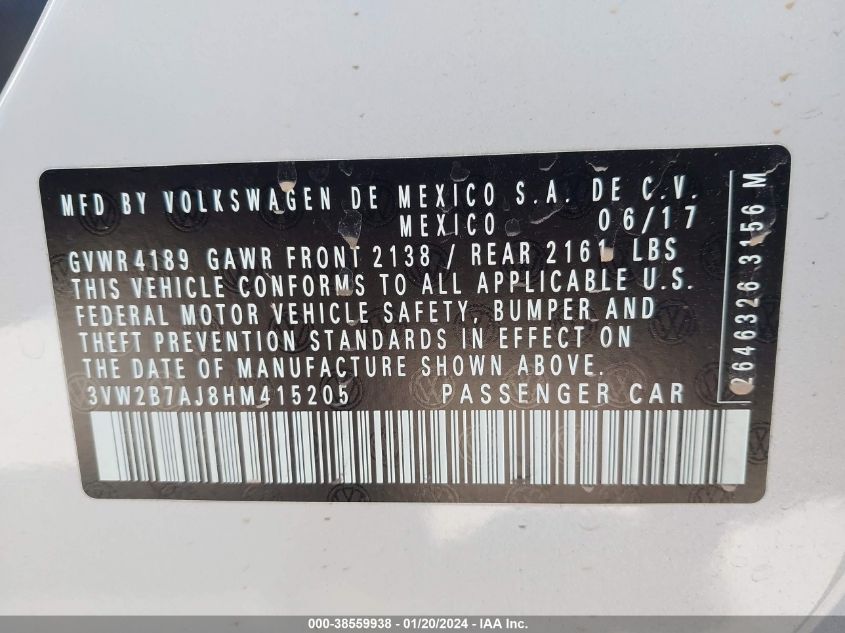 MFD BY VOLKSWAGEN DE MEXICO S.A. DE C.V.
MEXICO 06/17
GVWR 4189 GAWR FRONT 2138 / REAR 2161 LBS
THIS VEHICLE CONFORMS TO ALL APPLICABLE U.S.
FEDERAL MOTOR VEHICLE SAFETY, BUMPER AND
THEFT PREVENTION STANDARDS IN EFFECT ON
THE DATE OF MANUFACTURE SHOWN ABOVE.
3VW2B7AJ8HM415205 PASSENGER CAR
2646326 3156 M
000-38559938 - 01/20/2024 - IAA Inc.